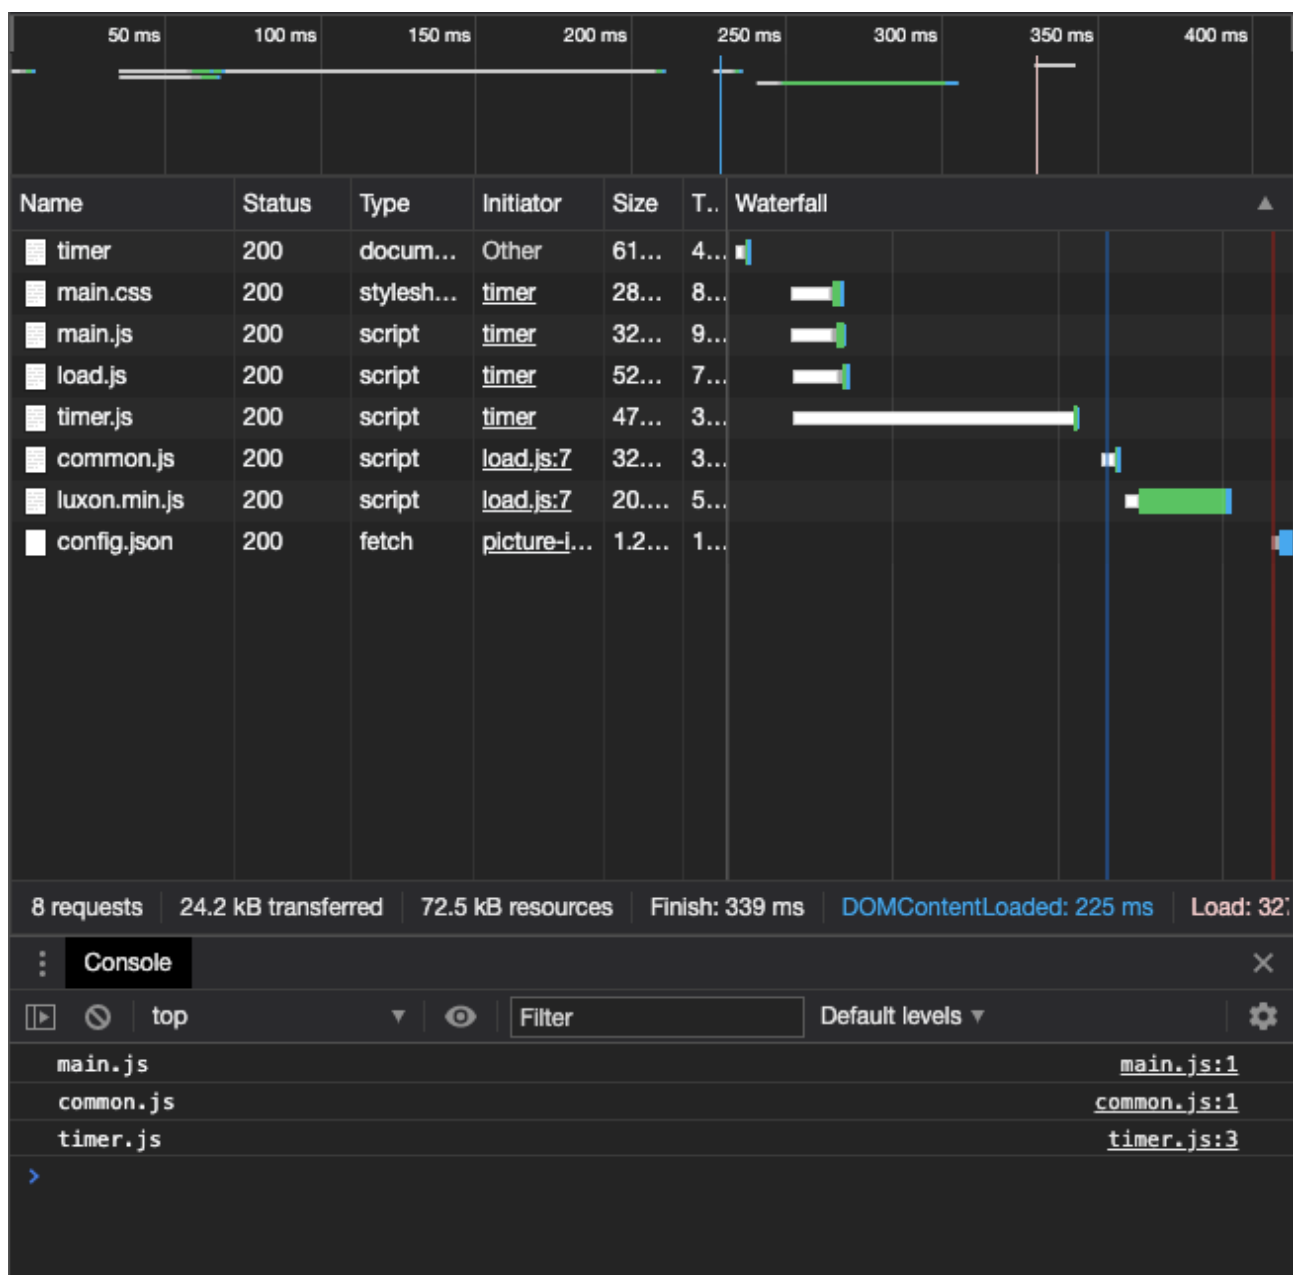 50 ms 100 ms 150 ms 200 ms 250 ms 300 ms 350 ms 400 ms
Name Status Type Initiator Size T.. Waterfall ▲
timer 200 docum... Other 61... 4...
main.css 200 stylesh... timer 28... 8...
main.js 200 script timer 32... 9...
load.js 200 script timer 52... 7...
timer.js 200 script timer 47... 3...
common.js 200 script load.js:7 32... 3...
luxon.min.js 200 script load.js:7 20.... 5...
config.json 200 fetch picture-i... 1.2... 1...
8 requests 24.2 kB transferred 72.5 kB resources Finish: 339 ms DOMContentLoaded: 225 ms Load: 327
Console
top Filter Default levels ▼
main.js main.js:1
common.js common.js:1
timer.js timer.js:3